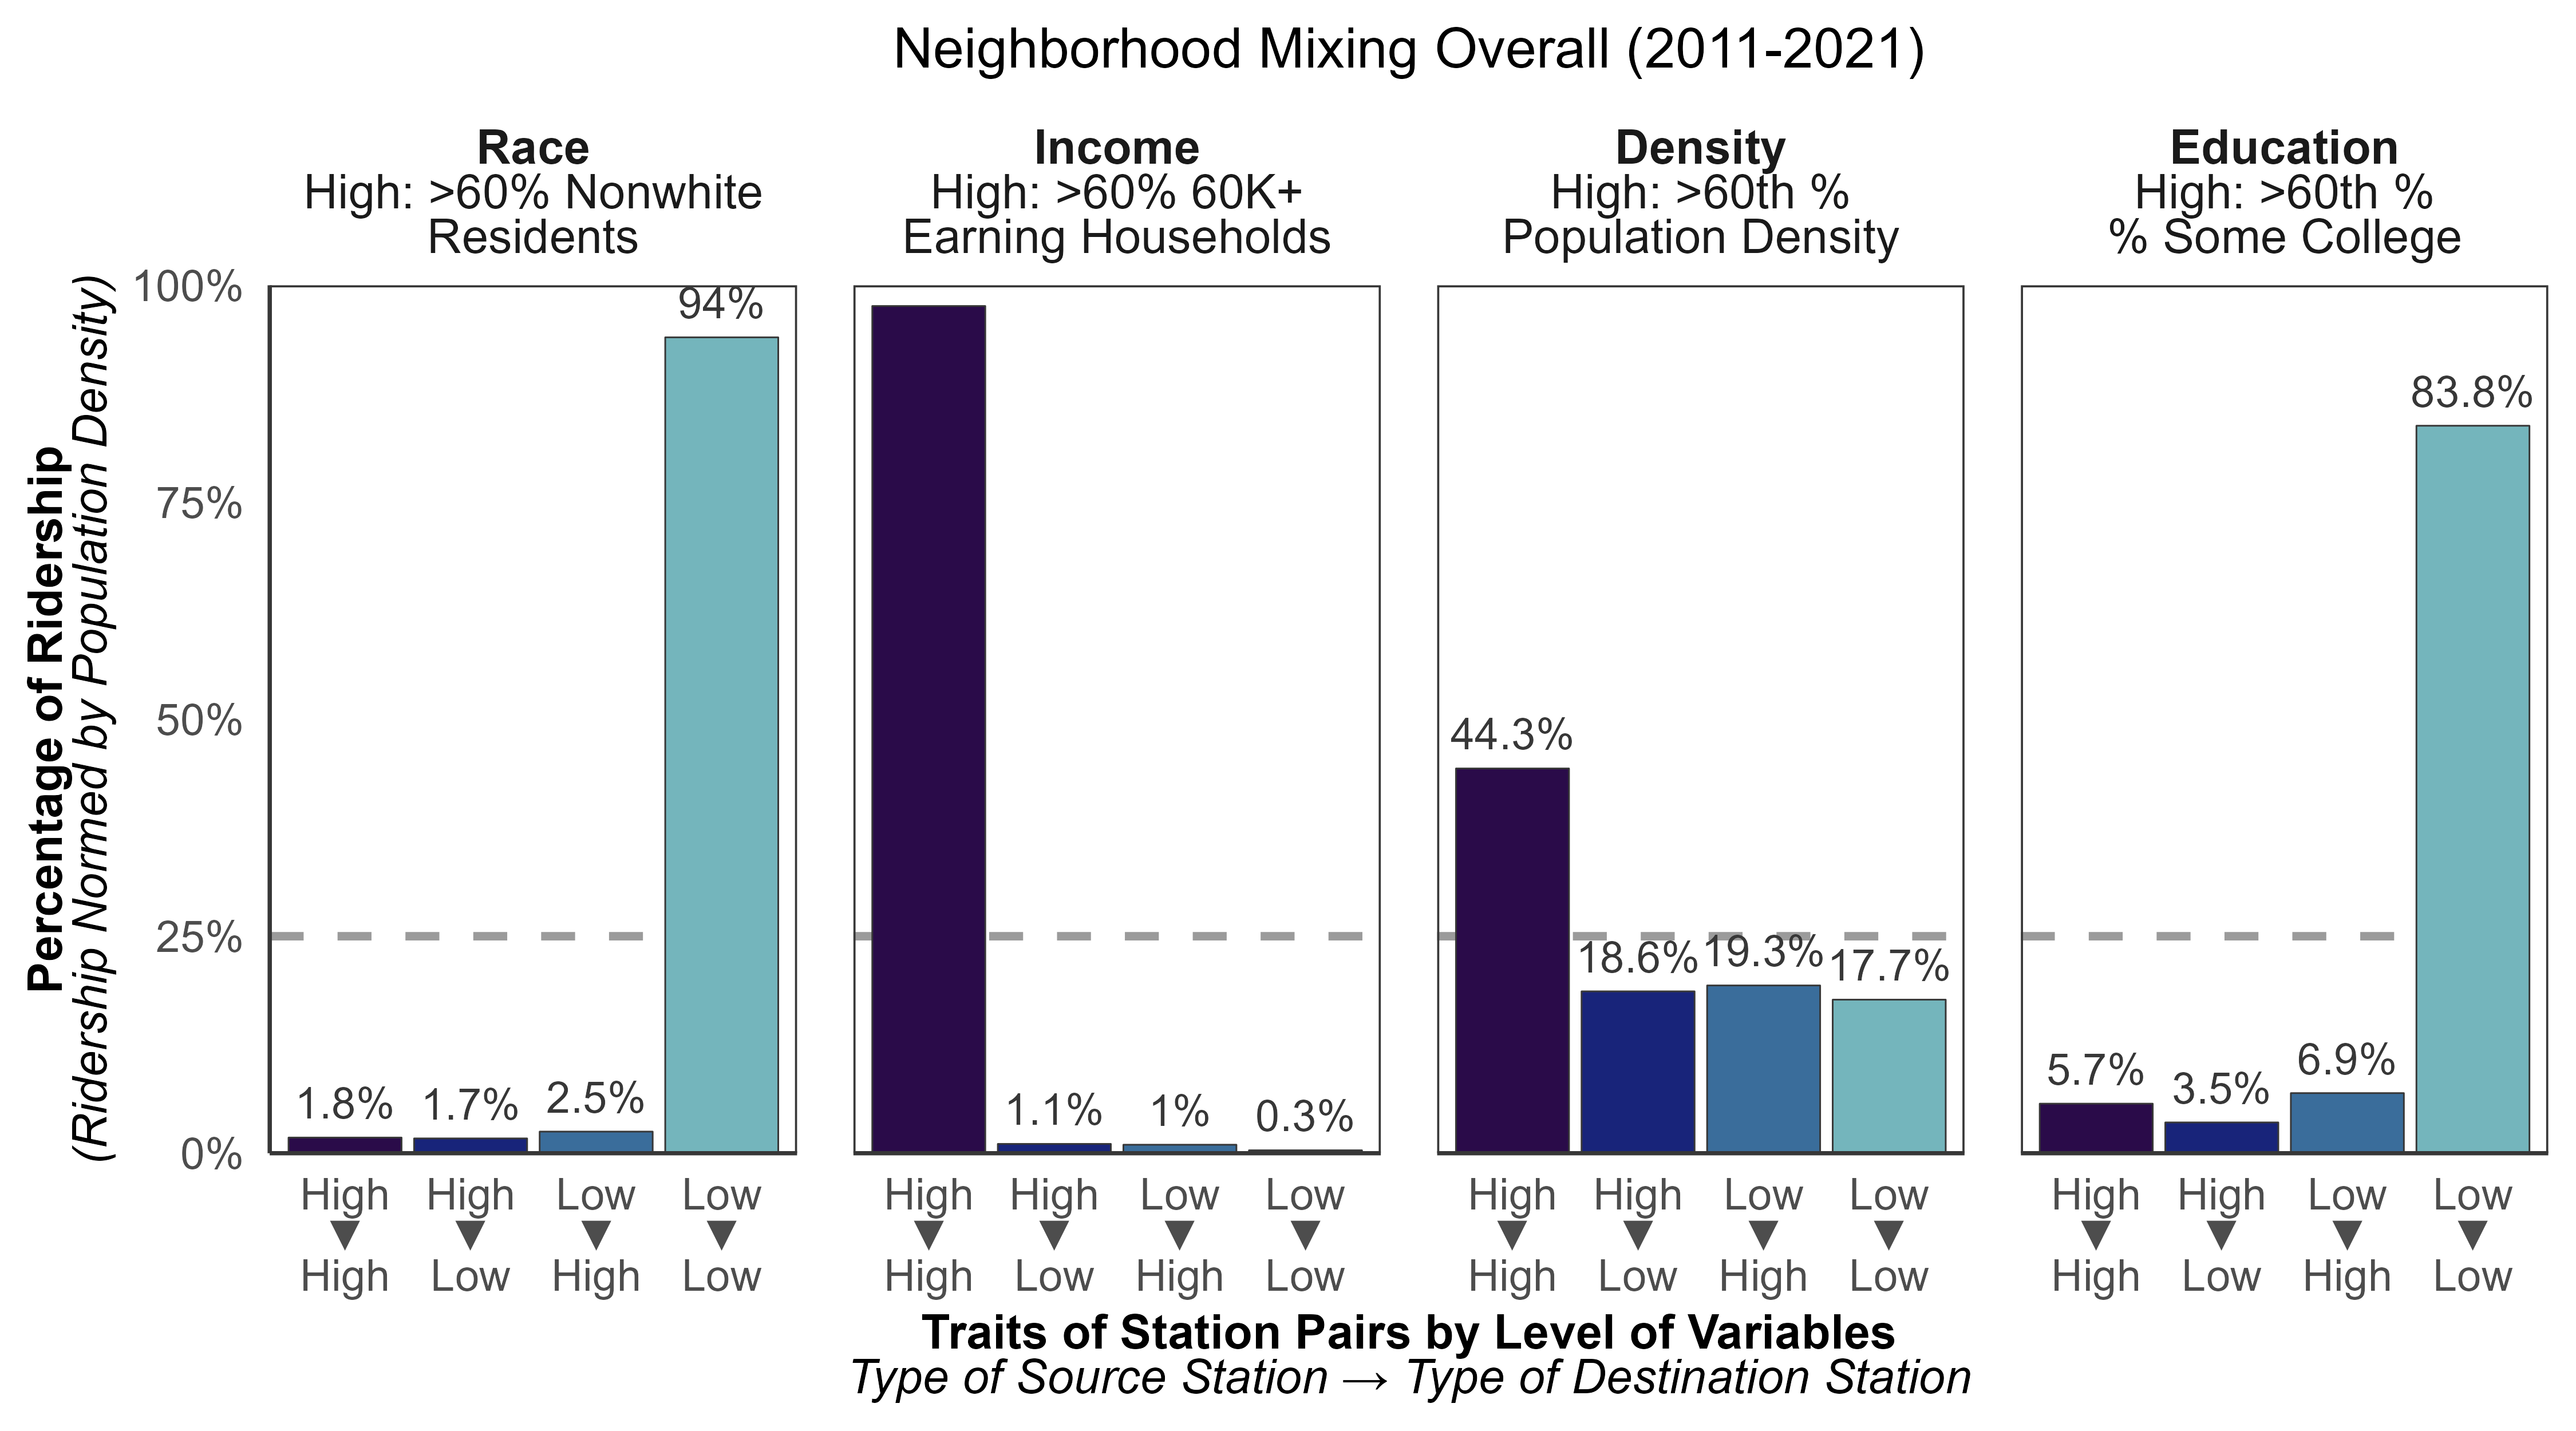 Neighborhood Mixing Overall (2011-2021)
Race
High: >60% Nonwhite
Residents
Income
High: >60% 60K+
Earning Households
Density
High: >60th %
Population Density
Education
High: >60th %
% Some College
Percentage of Ridership
(Ridership Normed by Population Density)
100%
75%
50%
25%
0%
1.8%
1.7%
2.5%
94%
1.1%
1%
0.3%
44.3%
18.6%
19.3%
17.7%
5.7%
3.5%
6.9%
83.8%
High High Low Low High High Low Low High High Low Low High High Low Low
▼ ▼ ▼ ▼ ▼ ▼ ▼ ▼ ▼ ▼ ▼ ▼ ▼ ▼ ▼ ▼
High Low High Low High Low High Low High Low High Low High Low High Low
Traits of Station Pairs by Level of Variables
Type of Source Station → Type of Destination Station